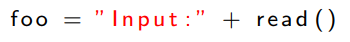 foo = "Input:" + read()